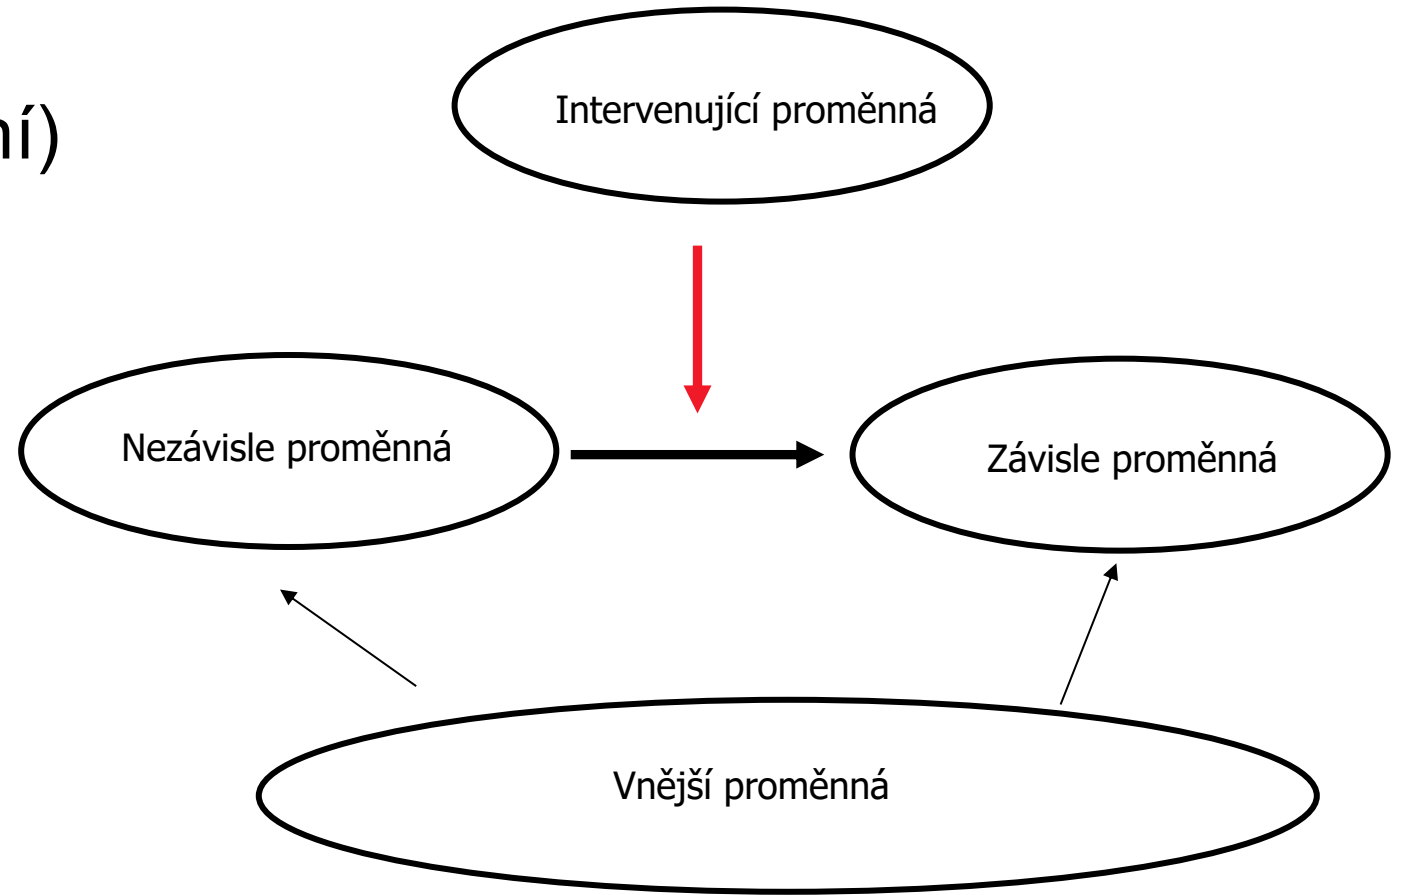 Intervenující proměnná
ní)
Nezávisle proměnná
Závisle proměnná
Vnější proměnná